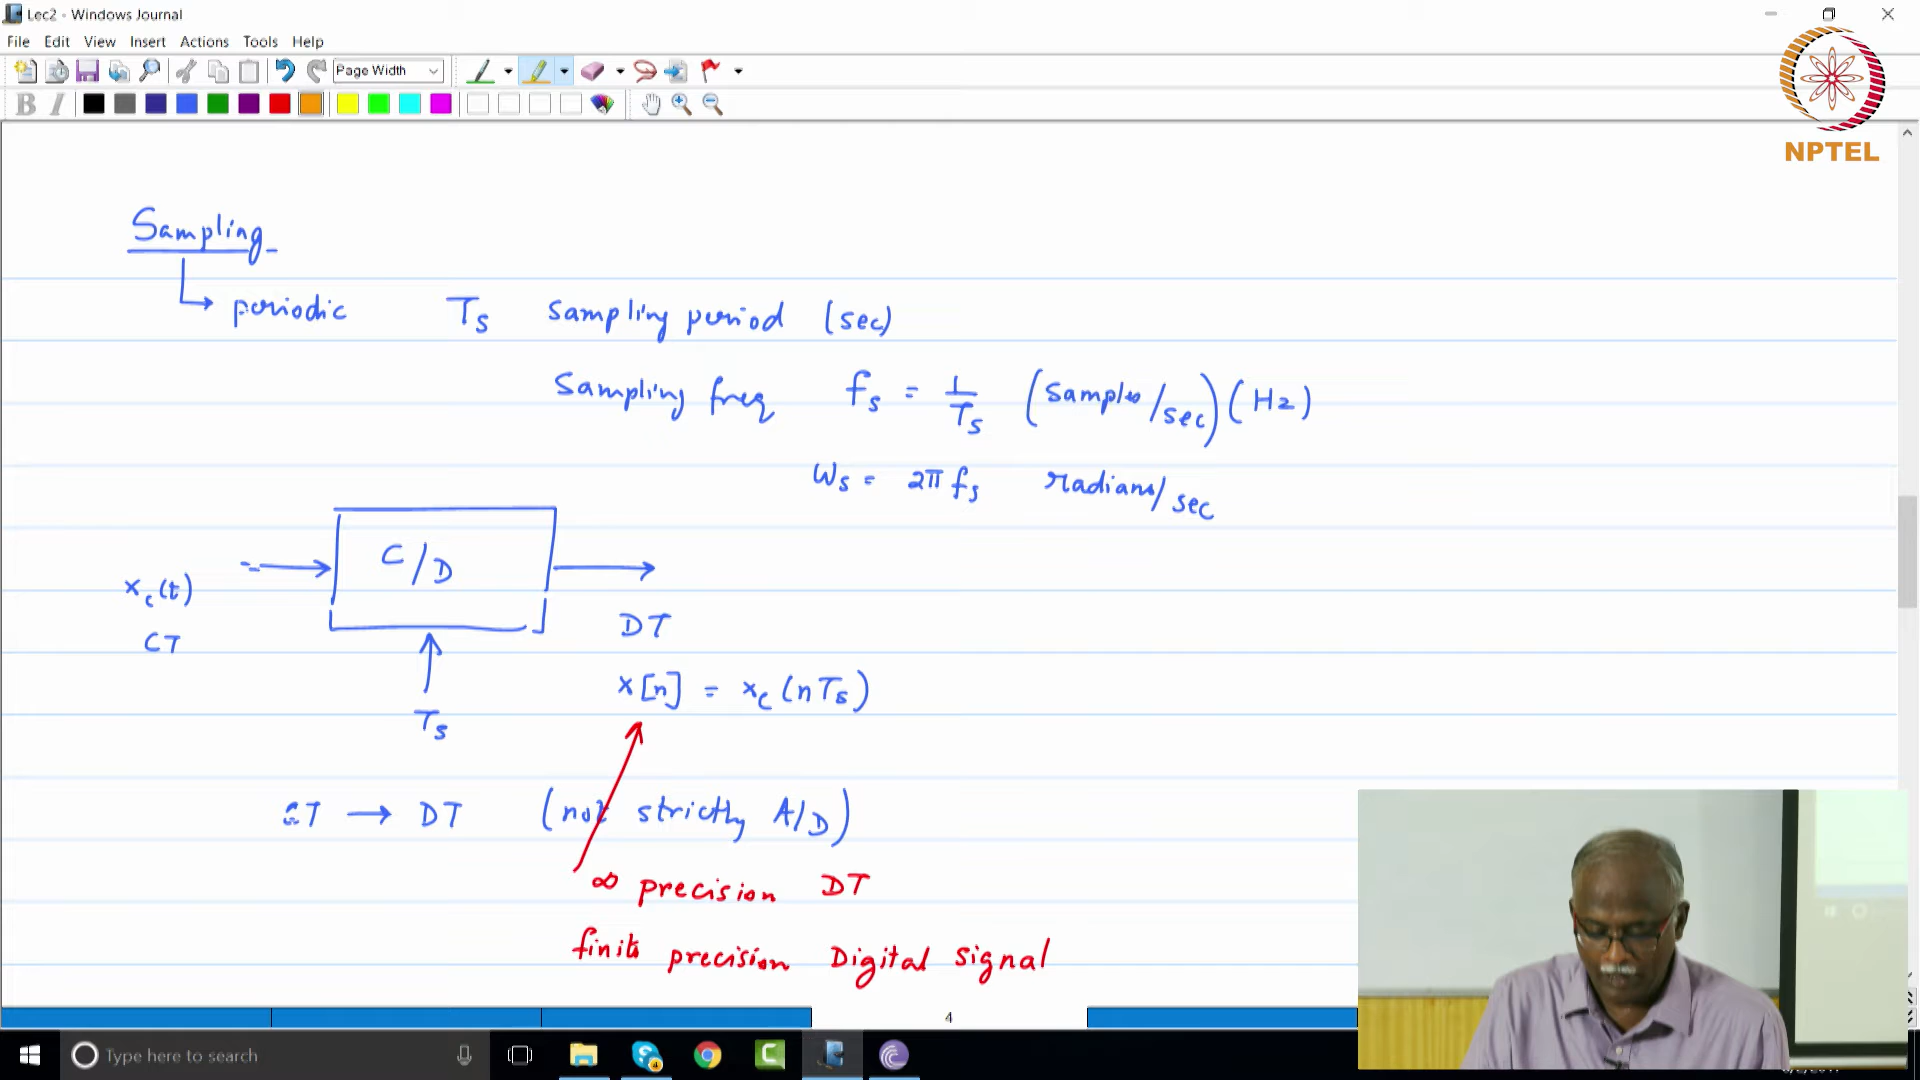 Lec2 - Windows Journal
File Edit View Insert Actions Tools Help
Page Width
B I
NPTEL
Sampling
periodic Ts Sampling period (sec)
Sampling freq fs = 1/Ts (Samples/sec) (Hz)
ωs = 2π fs radians/sec
C/D
xc(t)
CT
DT
Ts
x[n] = xc(nTs)
CT → DT (not strictly A/D)
∞ precision DT
finite precision Digital signal
4
Type here to search